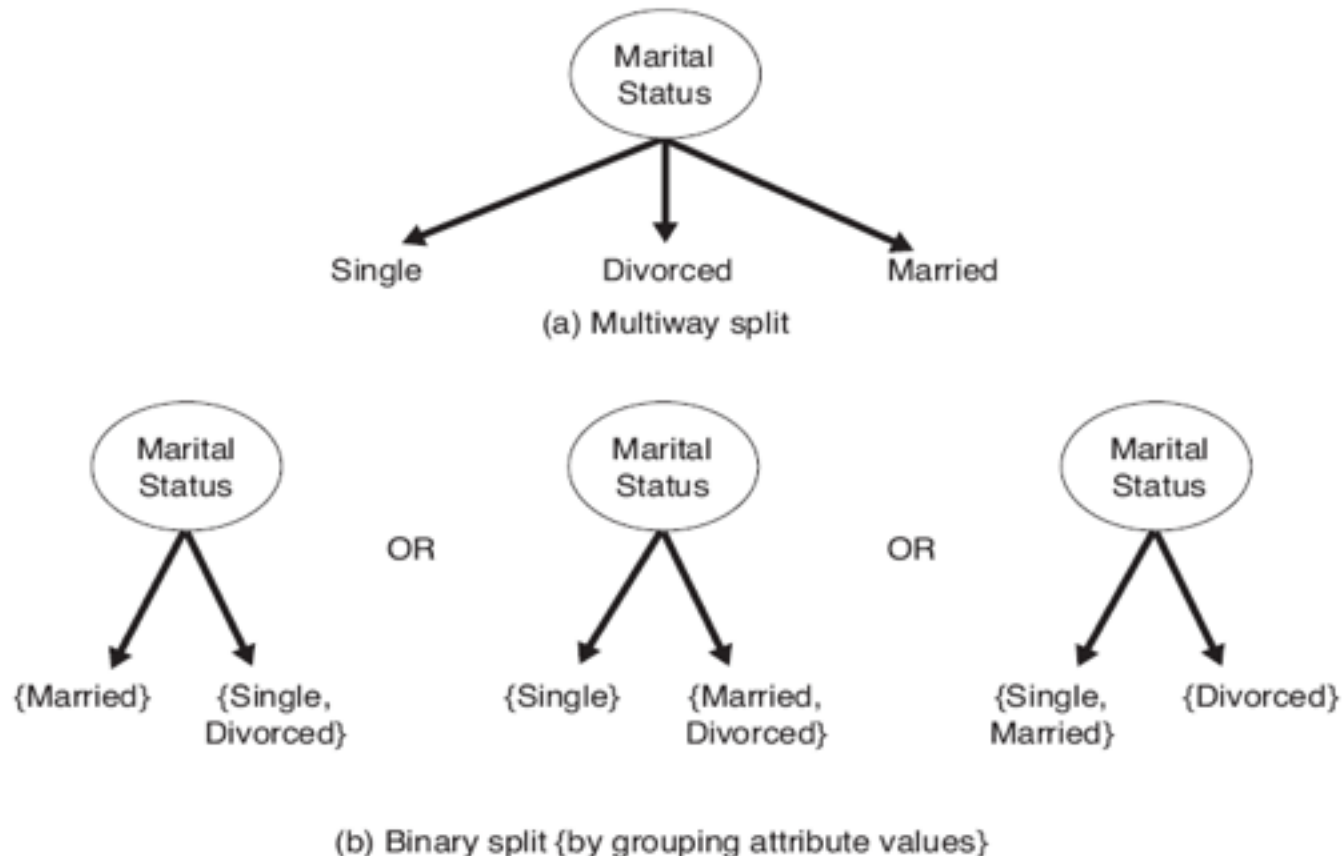 Marital
Status
Single
Divorced
Married
(a) Multiway split
Marital
Status
OR
Marital
Status
OR
Marital
Status
{Married}
{Single,
Divorced}
{Single}
{Married,
Divorced}
{Single,
Married}
{Divorced}
(b) Binary split {by grouping attribute values}